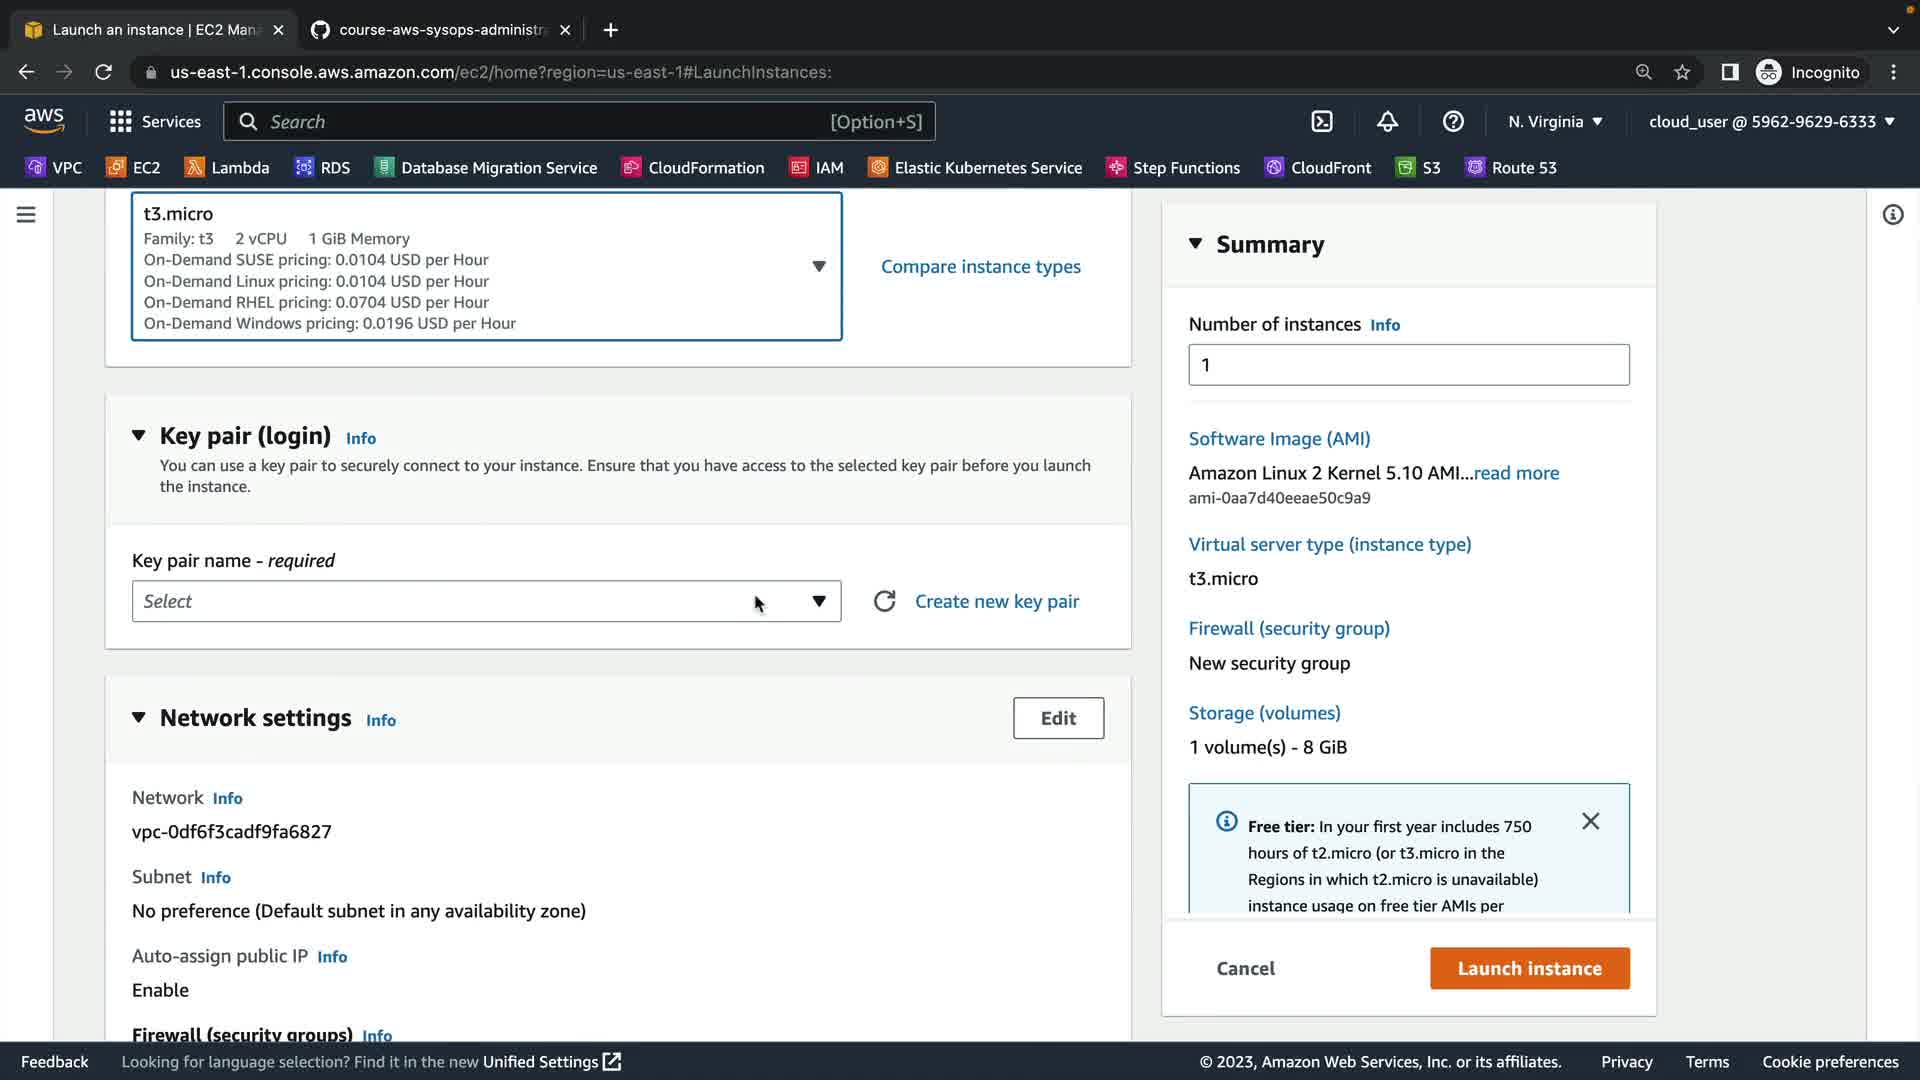 Launch an instance | EC2 Man
course-aws-sysops-administr
us-east-1.console.aws.amazon.com/ec2/home?region=us-east-1#LaunchInstances:
Incognito
aws
Services
Search
[Option+S]
N. Virginia
cloud_user @ 5962-9629-6333
VPC
EC2
Lambda
RDS
Database Migration Service
CloudFormation
IAM
Elastic Kubernetes Service
Step Functions
CloudFront
S3
Route 53
t3.micro
Family: t3 2 vCPU 1 GiB Memory
On-Demand SUSE pricing: 0.0104 USD per Hour
On-Demand Linux pricing: 0.0104 USD per Hour
On-Demand RHEL pricing: 0.0704 USD per Hour
On-Demand Windows pricing: 0.0196 USD per Hour
Compare instance types
Key pair (login) Info
You can use a key pair to securely connect to your instance. Ensure that you have access to the selected key pair before you launch
the instance.
Key pair name - required
Select
Create new key pair
Network settings Info
Edit
Network Info
vpc-0df6f3cadf9fa6827
Subnet Info
No preference (Default subnet in any availability zone)
Auto-assign public IP Info
Enable
Firewall (security groups) Info
Summary
Number of instances Info
1
Software Image (AMI)
Amazon Linux 2 Kernel 5.10 AMI...read more
ami-0aa7d40eeae50c9a9
Virtual server type (instance type)
t3.micro
Firewall (security group)
New security group
Storage (volumes)
1 volume(s) - 8 GiB
Free tier: In your first year includes 750
hours of t2.micro (or t3.micro in the
Regions in which t2.micro is unavailable)
instance usage on free tier AMIs per
Cancel
Launch instance
Feedback
Looking for language selection? Find it in the new Unified Settings
© 2023, Amazon Web Services, Inc. or its affiliates.
Privacy
Terms
Cookie preferences